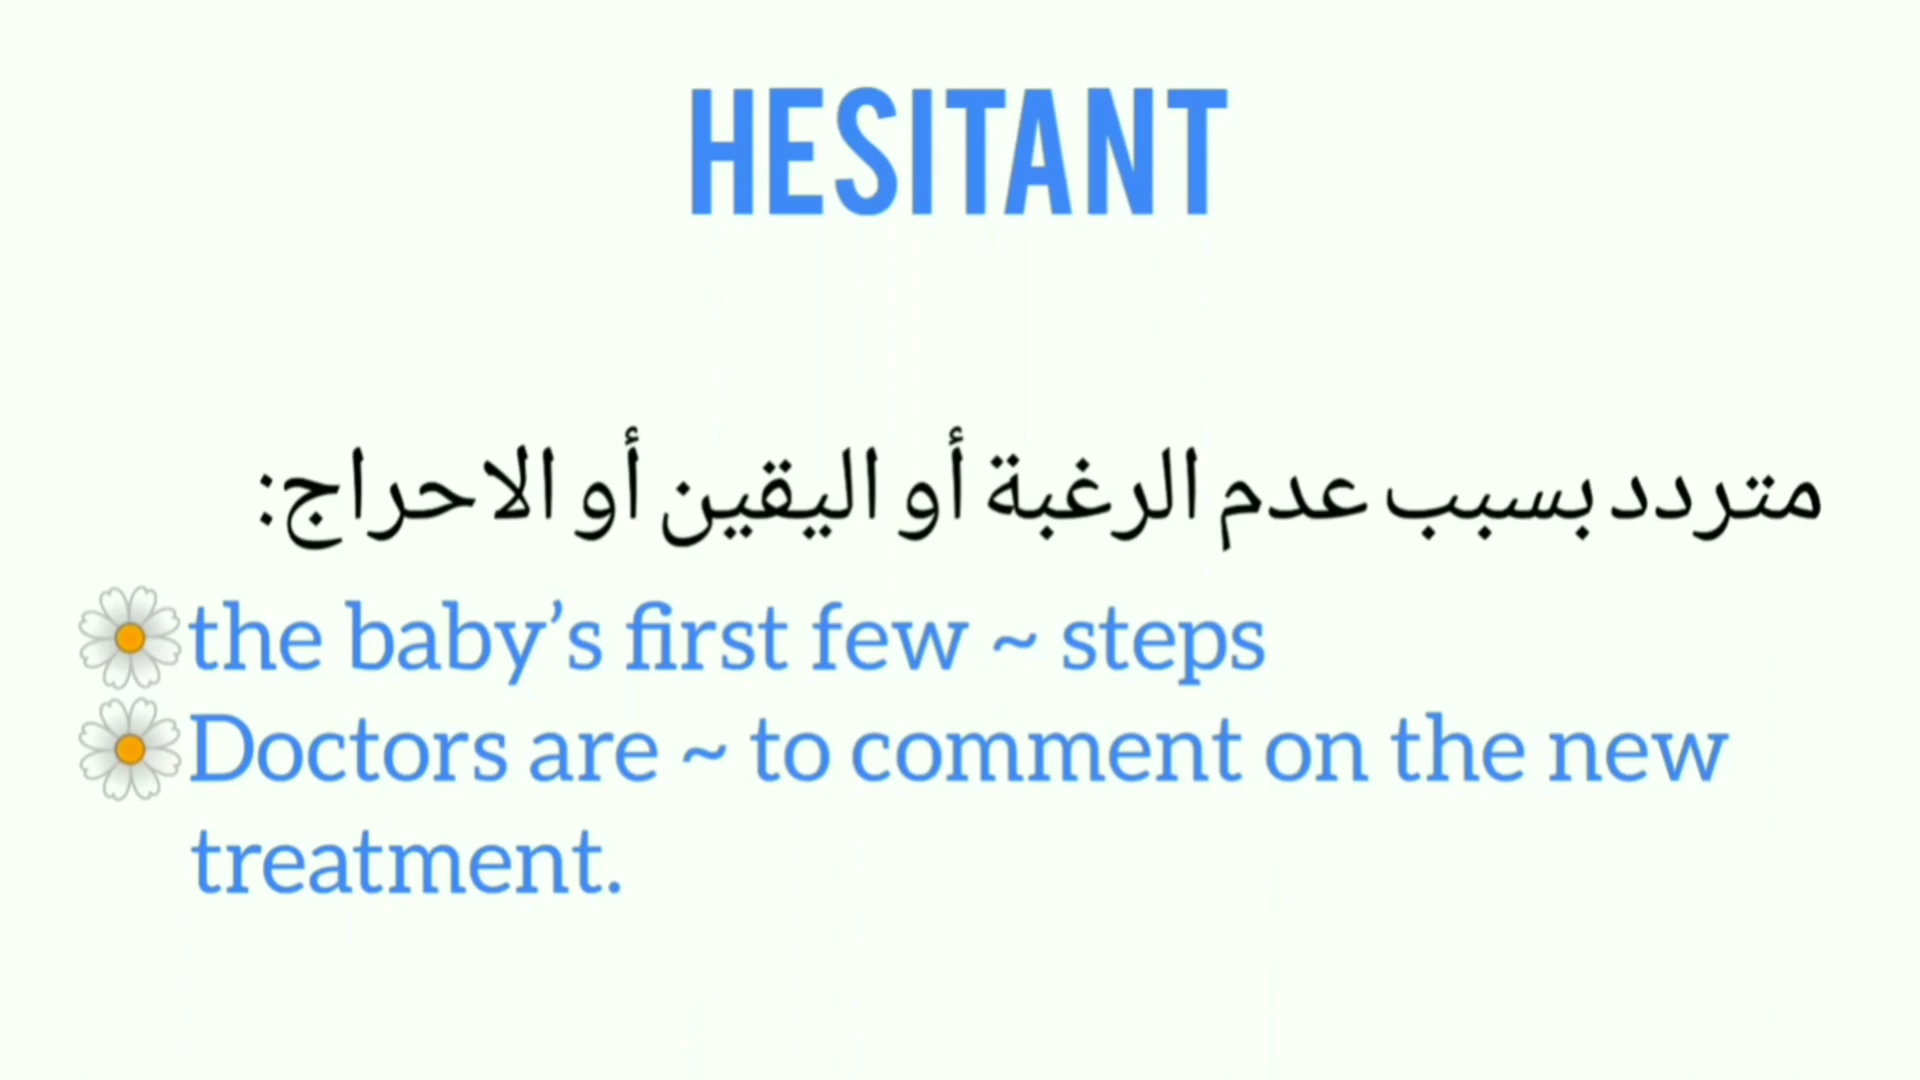 HESITANT
متردد بسبب عدم الرغبة أو اليقين أو الاحراج:
the baby’s first few ~ steps
Doctors are ~ to comment on the new
treatment.